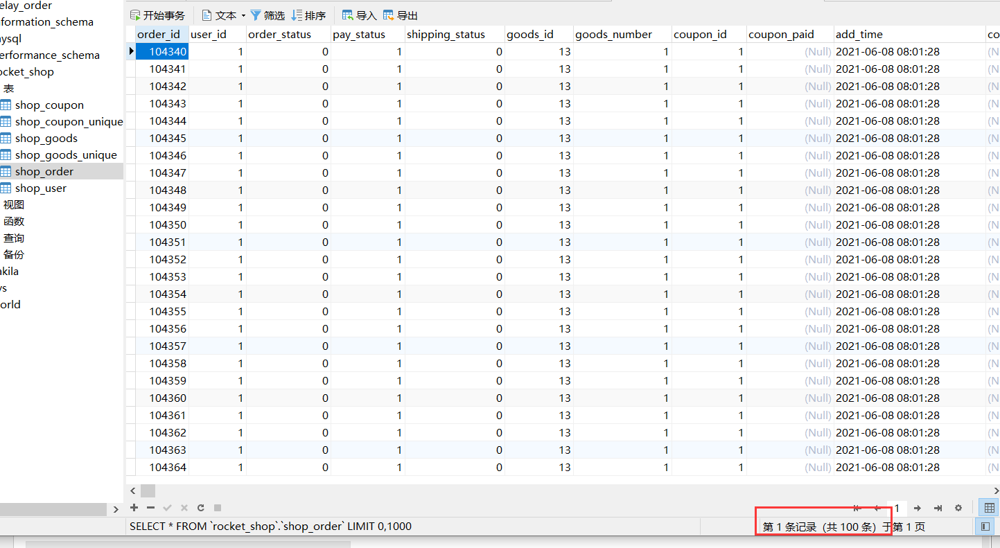 elay_order
nformation_schema
ysql
erformance_schema
ocket_shop
表
shop_coupon
shop_coupon_unique
shop_goods
shop_goods_unique
shop_order
shop_user
视图
函数
查询
备份
akila
ys
orld
开始事务 文本 筛选 排序 导入 导出
order_id user_id order_status pay_status shipping_status goods_id goods_number coupon_id coupon_paid add_time co
104340 1 0 1 0 13 1 1 (Null) 2021-06-08 08:01:28 (N
104341 1 0 1 0 13 1 1 (Null) 2021-06-08 08:01:28 (N
104342 1 0 1 0 13 1 1 (Null) 2021-06-08 08:01:28 (N
104343 1 0 1 0 13 1 1 (Null) 2021-06-08 08:01:28 (N
104344 1 0 1 0 13 1 1 (Null) 2021-06-08 08:01:28 (N
104345 1 0 1 0 13 1 1 (Null) 2021-06-08 08:01:28 (N
104346 1 0 1 0 13 1 1 (Null) 2021-06-08 08:01:28 (N
104347 1 0 1 0 13 1 1 (Null) 2021-06-08 08:01:28 (N
104348 1 0 1 0 13 1 1 (Null) 2021-06-08 08:01:28 (N
104349 1 0 1 0 13 1 1 (Null) 2021-06-08 08:01:28 (N
104350 1 0 1 0 13 1 1 (Null) 2021-06-08 08:01:28 (N
104351 1 0 1 0 13 1 1 (Null) 2021-06-08 08:01:28 (N
104352 1 0 1 0 13 1 1 (Null) 2021-06-08 08:01:28 (N
104353 1 0 1 0 13 1 1 (Null) 2021-06-08 08:01:28 (N
104354 1 0 1 0 13 1 1 (Null) 2021-06-08 08:01:28 (N
104355 1 0 1 0 13 1 1 (Null) 2021-06-08 08:01:28 (N
104356 1 0 1 0 13 1 1 (Null) 2021-06-08 08:01:28 (N
104357 1 0 1 0 13 1 1 (Null) 2021-06-08 08:01:28 (N
104358 1 0 1 0 13 1 1 (Null) 2021-06-08 08:01:28 (N
104359 1 0 1 0 13 1 1 (Null) 2021-06-08 08:01:28 (N
104360 1 0 1 0 13 1 1 (Null) 2021-06-08 08:01:28 (N
104361 1 0 1 0 13 1 1 (Null) 2021-06-08 08:01:28 (N
104362 1 0 1 0 13 1 1 (Null) 2021-06-08 08:01:28 (N
104363 1 0 1 0 13 1 1 (Null) 2021-06-08 08:01:28 (N
104364 1 0 1 0 13 1 1 (Null) 2021-06-08 08:01:28 (N
1
SELECT * FROM `rocket_shop`.`shop_order` LIMIT 0,1000 第 1 条记录（共 100 条）于第 1 页